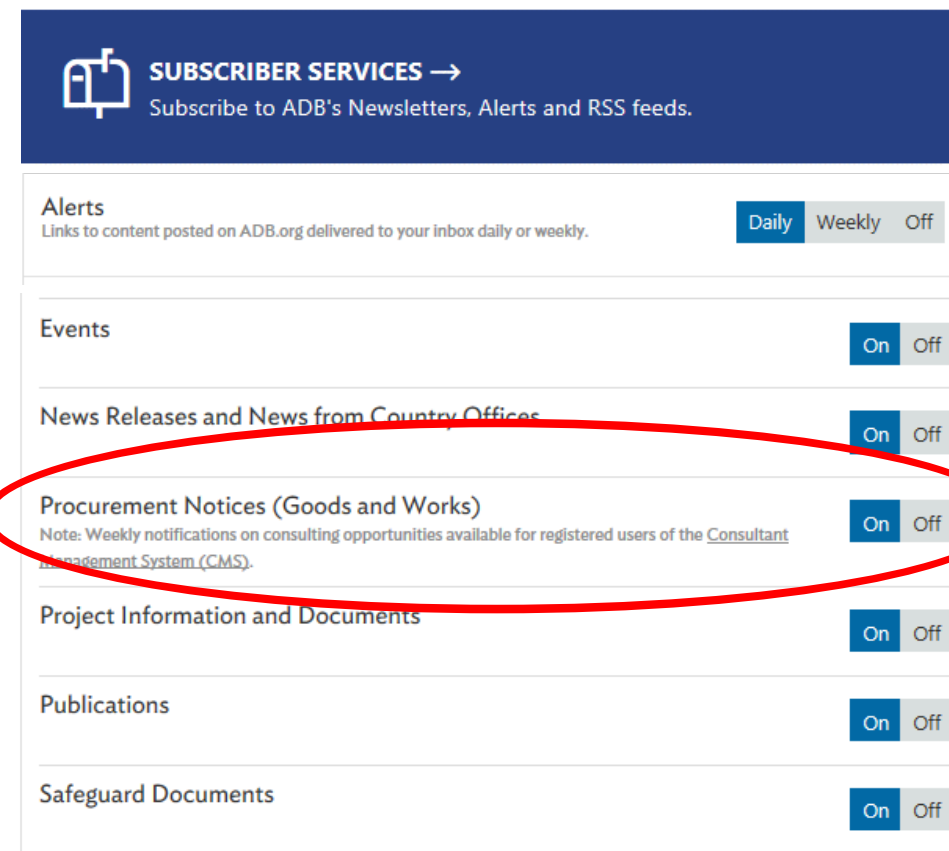 SUBSCRIBER SERVICES →
Subscribe to ADB's Newsletters, Alerts and RSS feeds.
Alerts
Links to content posted on ADB.org delivered to your inbox daily or weekly.
Daily Weekly Off
Events
On Off
News Releases and News from Country Offices
On Off
Procurement Notices (Goods and Works)
Note: Weekly notifications on consulting opportunities available for registered users of the Consultant
Management System (CMS).
On Off
Project Information and Documents
On Off
Publications
On Off
Safeguard Documents
On Off